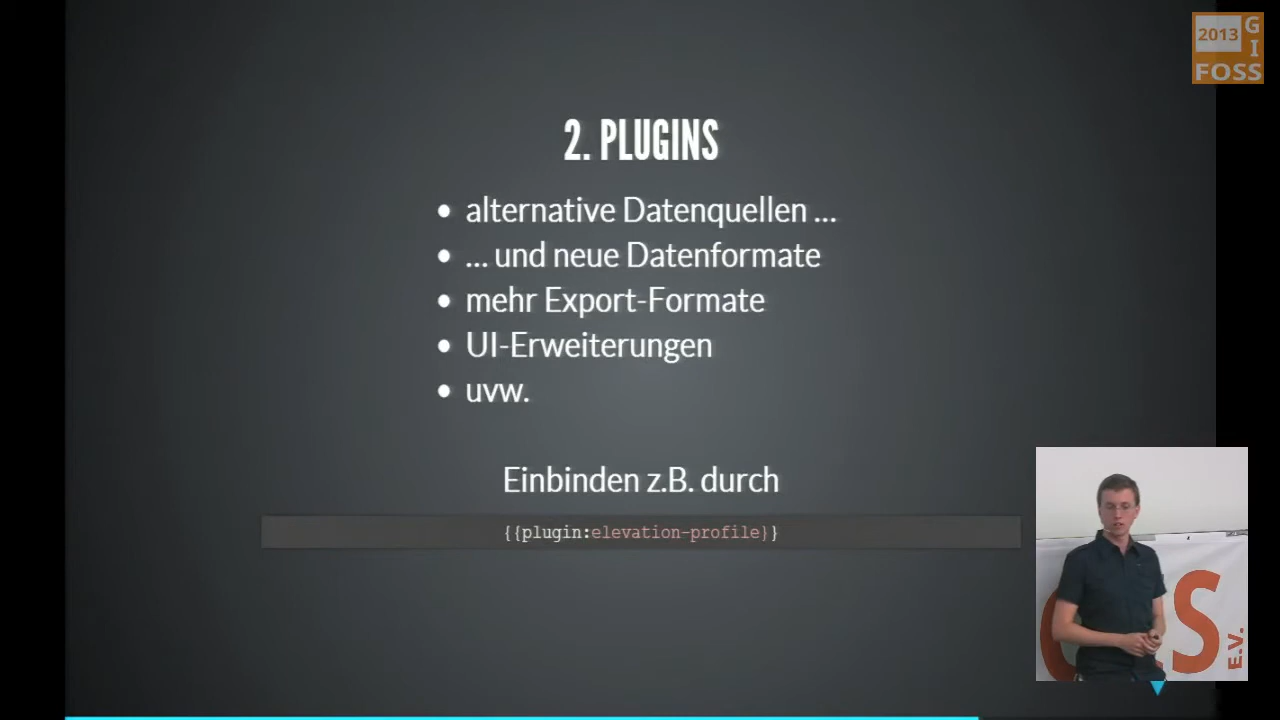 2013
G
I
FOSS
2. PLUGINS
• alternative Datenquellen ...
• ... und neue Datenformate
• mehr Export-Formate
• UI-Erweiterungen
• uvw.
Einbinden z.B. durch
{{plugin:elevation-profile}}
S
E.V.